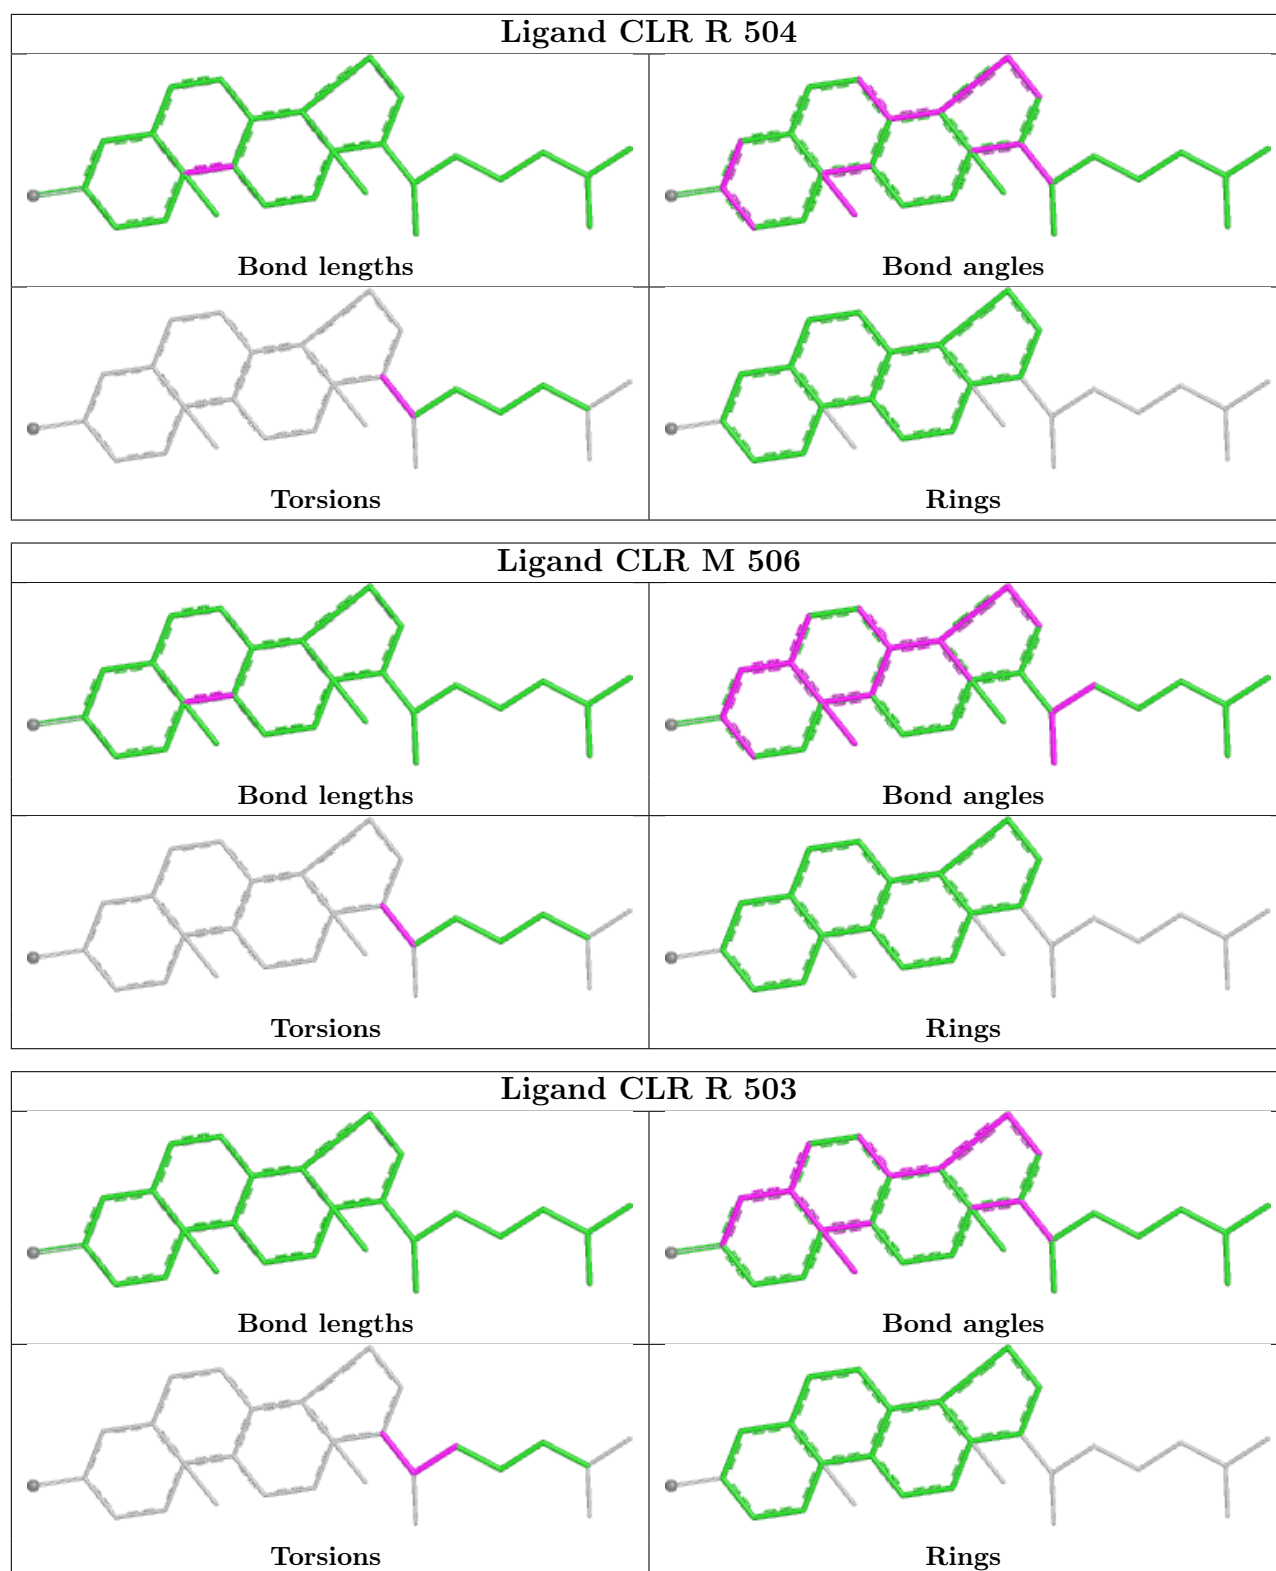 Ligand CLR R 504
Bond lengths
Bond angles
Torsions
Rings
Ligand CLR M 506
Bond lengths
Bond angles
Torsions
Rings
Ligand CLR R 503
Bond lengths
Bond angles
Torsions
Rings